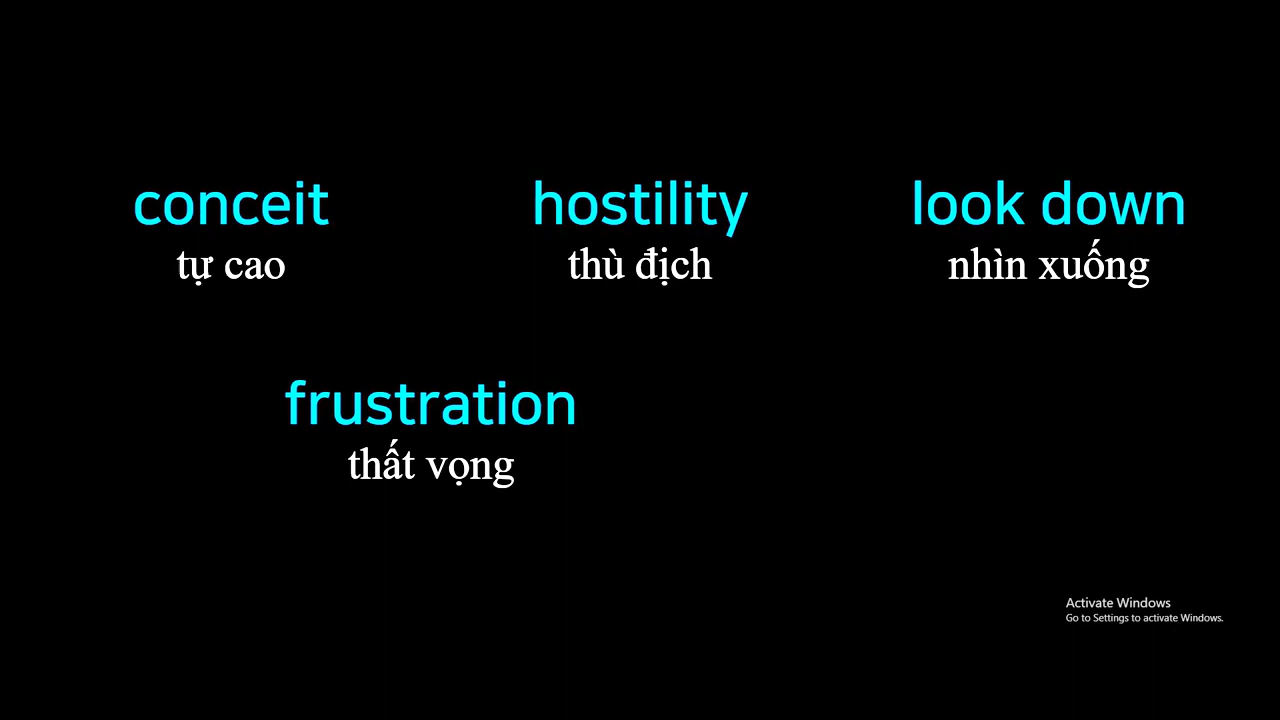 conceit
tự cao
hostility
thù địch
look down
nhìn xuống
frustration
thất vọng
Activate Windows
Go to Settings to activate Windows.